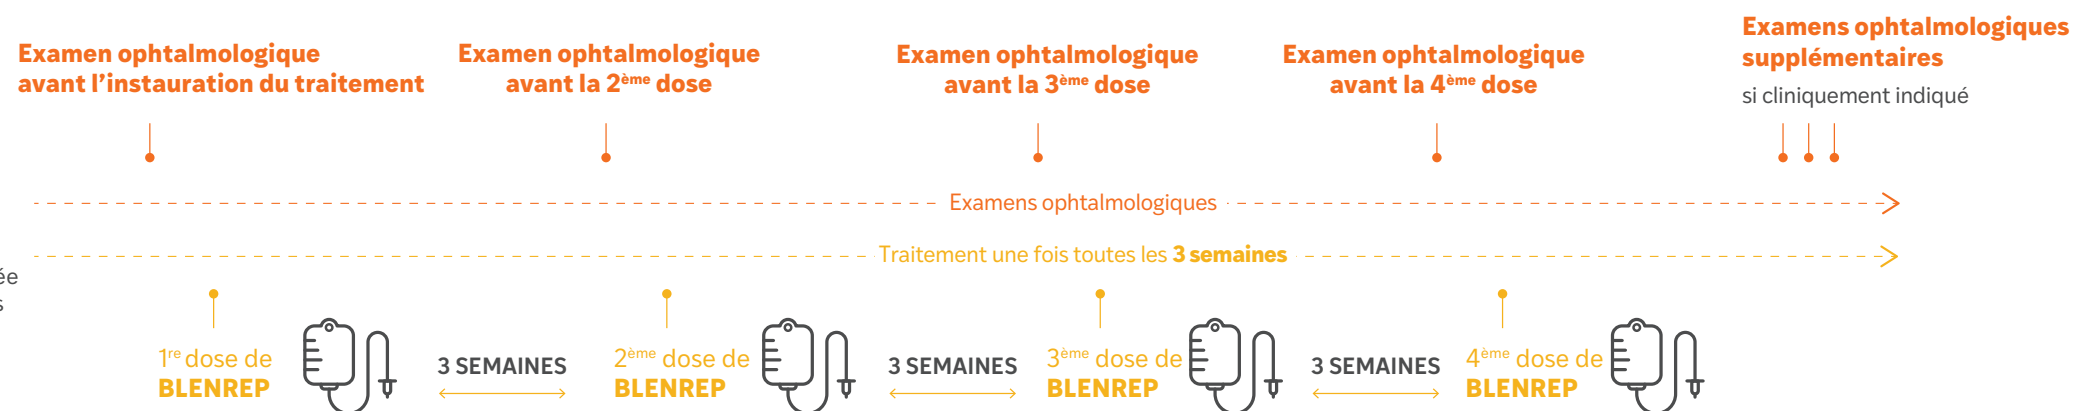 Examen ophtalmologique
avant l’instauration du traitement
Examen ophtalmologique
avant la 2ème dose
Examen ophtalmologique
avant la 3ème dose
Examen ophtalmologique
avant la 4ème dose
Examens ophtalmologiques
supplémentaires
si cliniquement indiqué
Examens ophtalmologiques
Traitement une fois toutes les 3 semaines
1re dose de
BLENREP
3 SEMAINES
2ème dose de
BLENREP
3 SEMAINES
3ème dose de
BLENREP
3 SEMAINES
4ème dose de
BLENREP